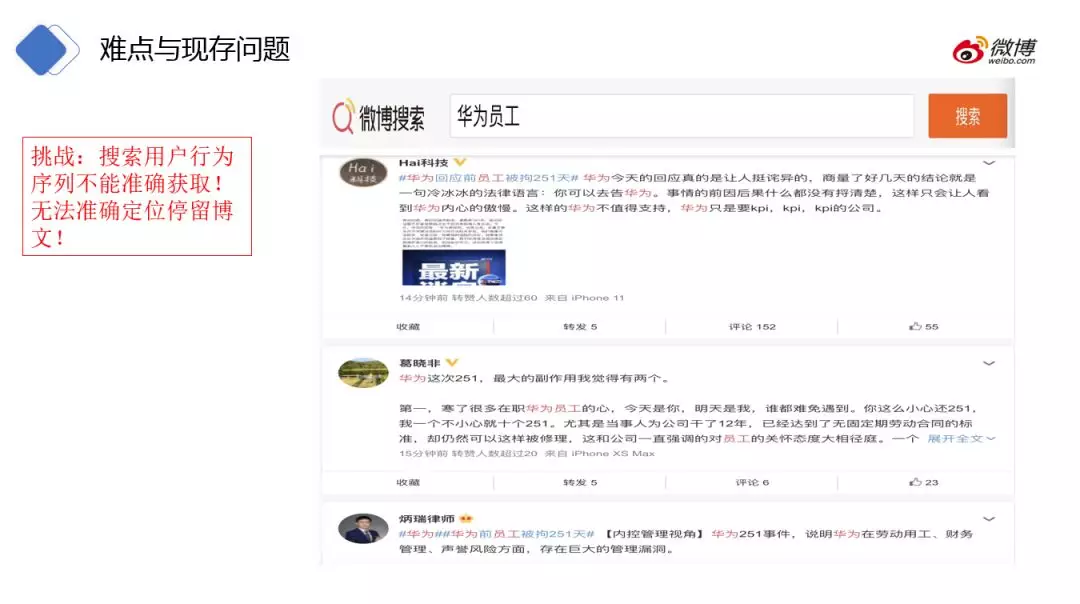 难点与现存问题
微博
weibo.com
挑战：搜索用户行为
序列不能准确获取！
无法准确定位停留博
文！
微博搜索
华为员工
搜索
Hai
科技
Hai科技
#华为回应前员工被拘251天# 华为今天的回应真的是让人挺诧异的，商量了好几天的结论就是
一句冷冰冰的法律语言：你可以去告华为。事情的前因后果什么都没有捋清楚，这样只会让人看
到华为内心的傲慢。这样的华为不值得支持，华为只是要kpi，kpi，kpi的公司。
最新
14分钟前 转赞人数超过60 来自 iPhone 11
收藏
转发 5
评论 152
55
葛晓非
华为这次251，最大的副作用我觉得有两个。
第一，寒了很多在职华为员工的心，今天是你，明天是我，谁都难免遇到。你这么小心还251，
我一个不小心就十个251。尤其是当事人为公司干了12年，已经达到了无固定期劳动合同的标
准，却仍然可以这样被修理，这和公司一直强调的对员工的关怀态度大相径庭。一个 展开全文
15分钟前 转赞人数超过20 来自 iPhone XS Max
收藏
转发 5
评论 6
23
炳瑞律师
#华为##华为前员工被拘251天# 【内控管理视角】华为251事件，说明华为在劳动用工、财务
管理、声誉风险方面，存在巨大的管理漏洞。